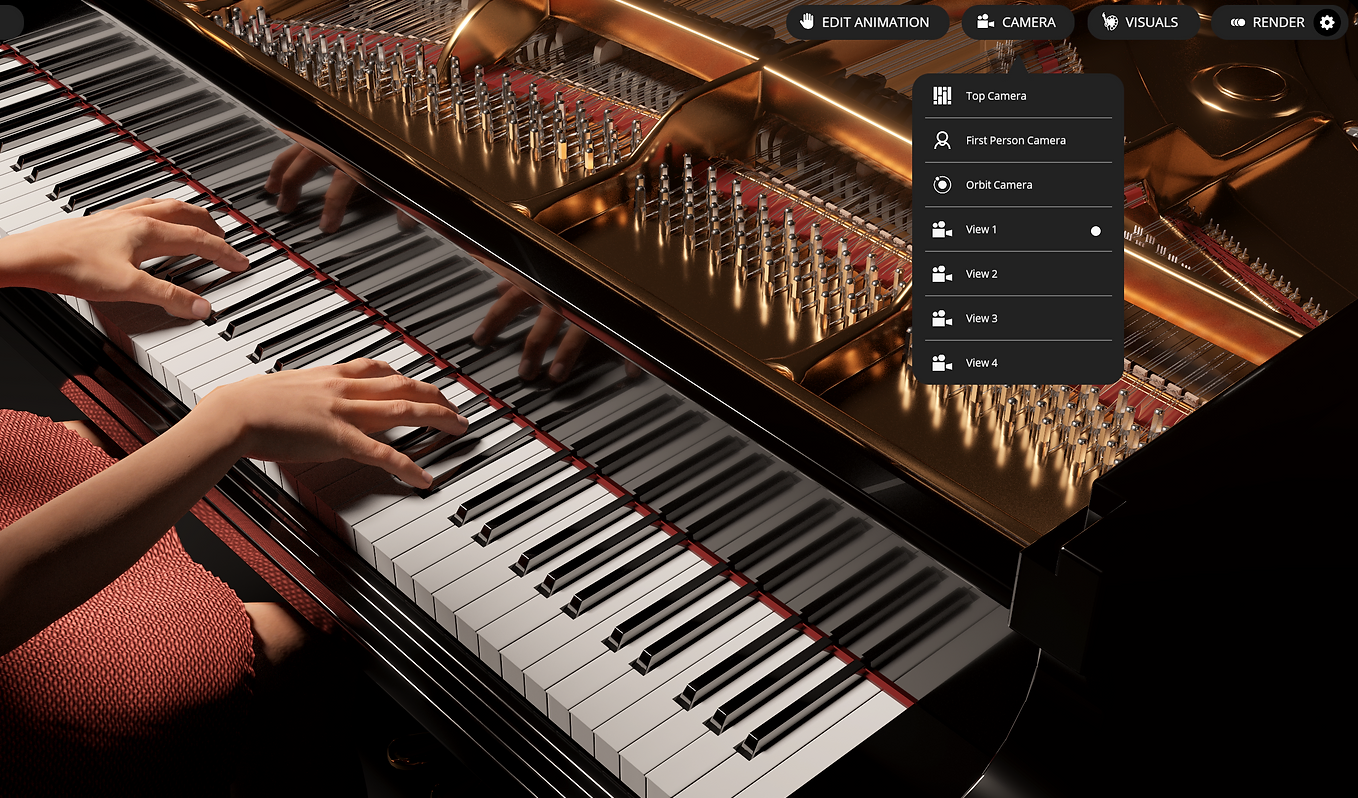 EDIT ANIMATION
CAMERA
VISUALS
RENDER
Top Camera
First Person Camera
Orbit Camera
View 1
View 2
View 3
View 4